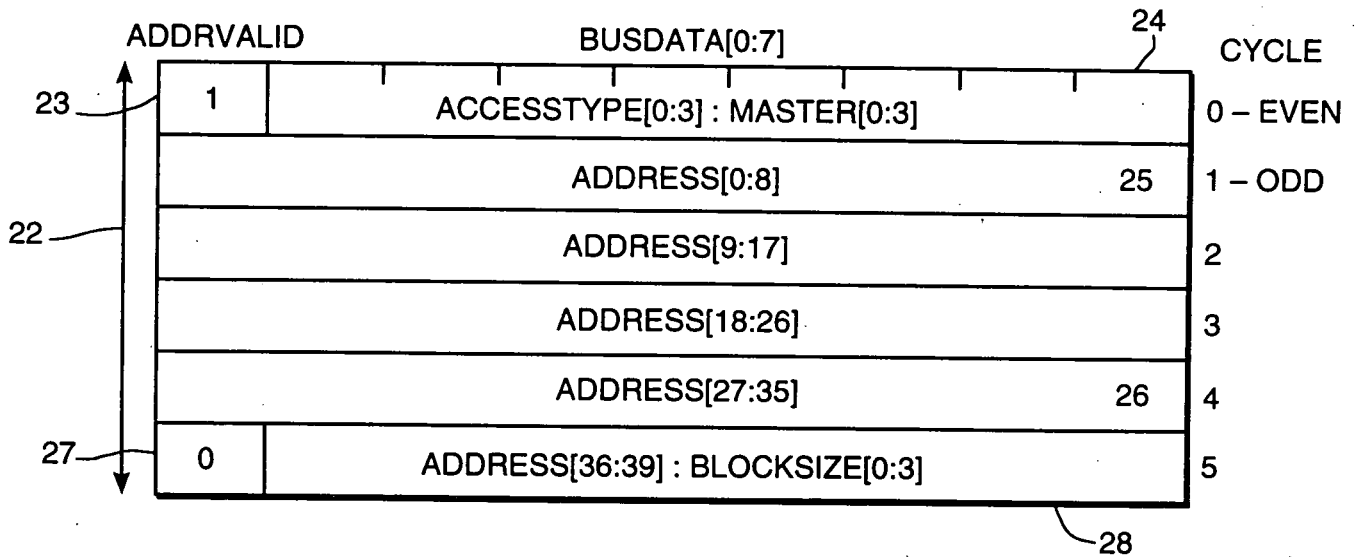 ADDRVALID BUSDATA[0:7] 24 CYCLE
23 1 ACCESSTYPE[0:3] : MASTER[0:3] 0 – EVEN
ADDRESS[0:8] 25 1 – ODD
22 ADDRESS[9:17] 2
ADDRESS[18:26] 3
ADDRESS[27:35] 26 4
27 0 ADDRESS[36:39] : BLOCKSIZE[0:3] 5
28